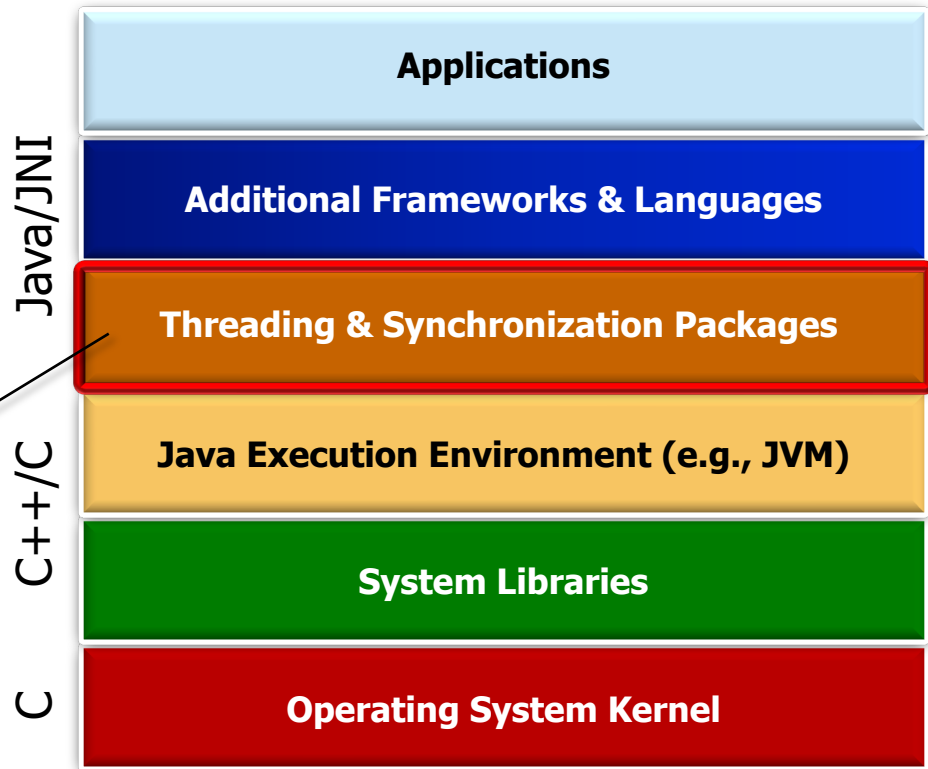 Applications
Java/JNI
Additional Frameworks & Languages
Threading & Synchronization Packages
C++/C
Java Execution Environment (e.g., JVM)
System Libraries
C
Operating System Kernel